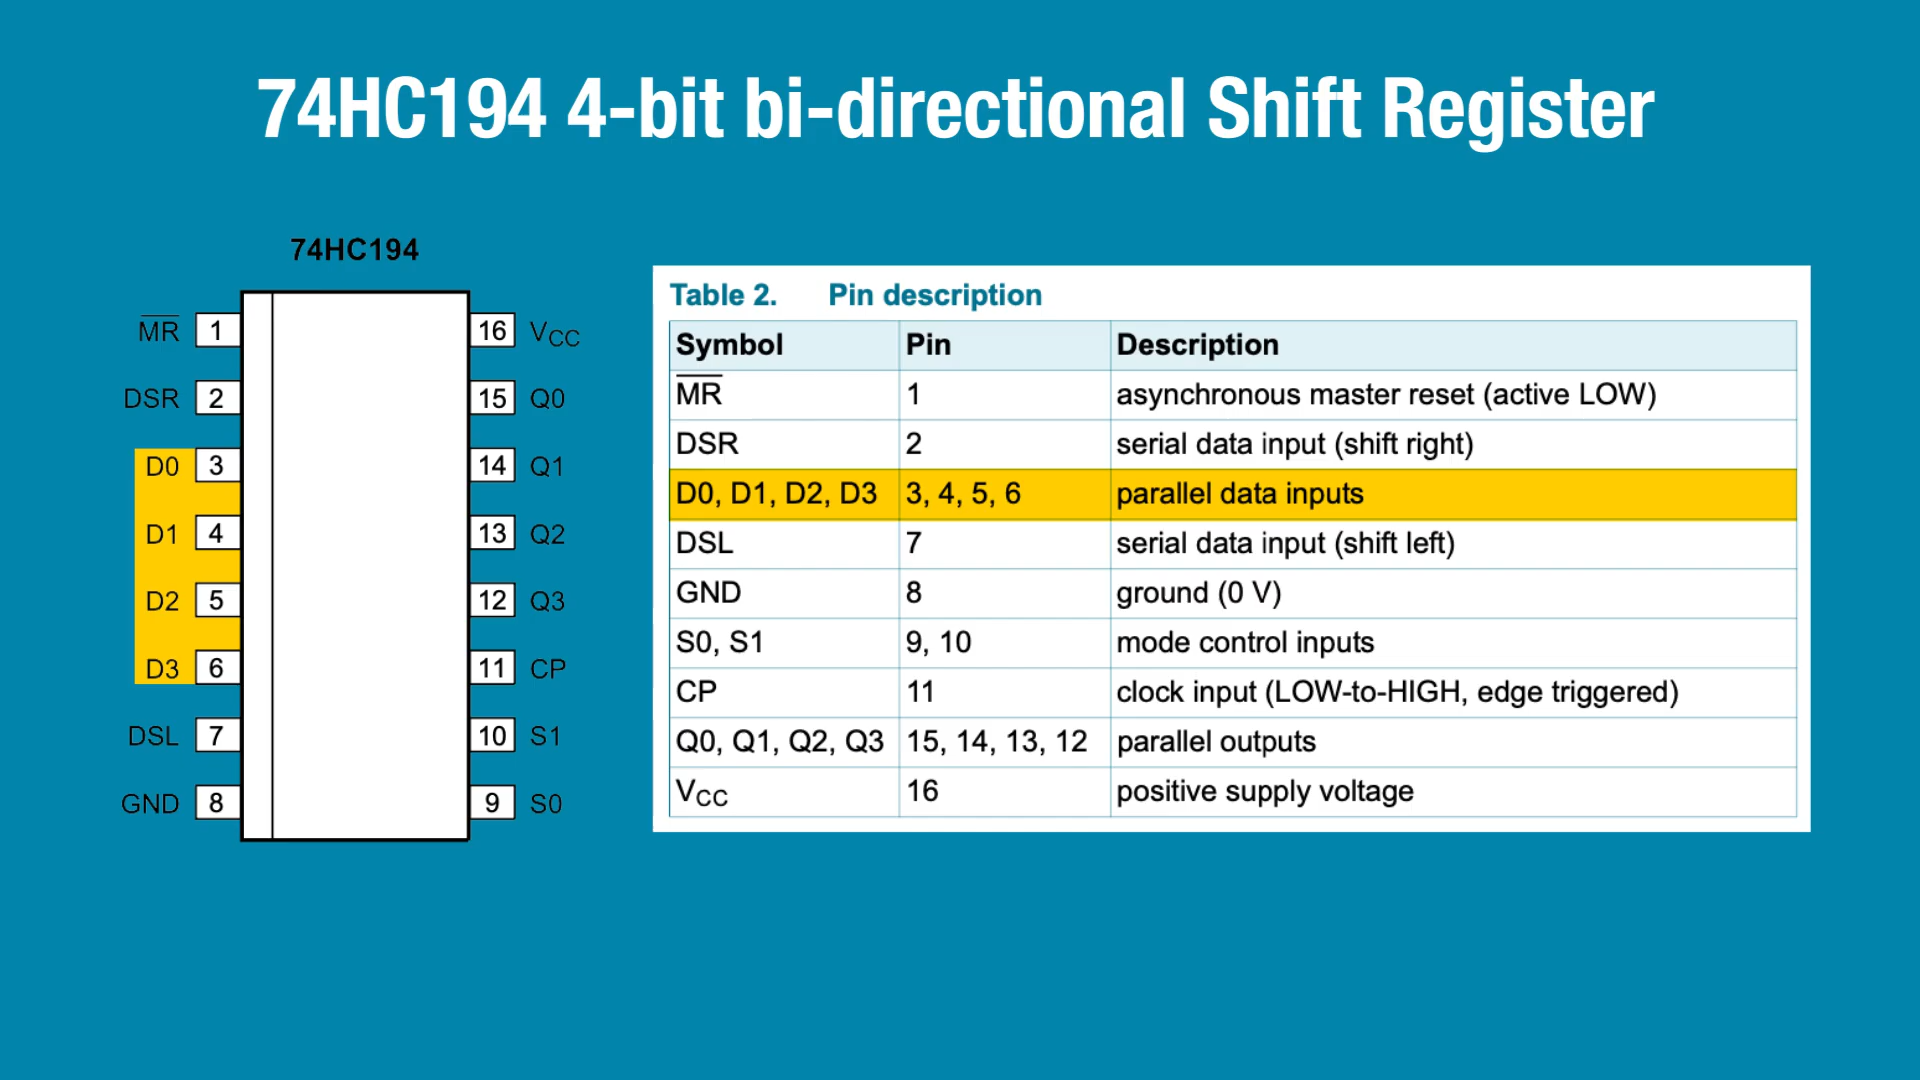 74HC194 4-bit bi-directional Shift Register
74HC194
MR 1 16 VCC
DSR 2 15 Q0
D0 3 14 Q1
D1 4 13 Q2
D2 5 12 Q3
D3 6 11 CP
DSL 7 10 S1
GND 8 9 S0
Table 2. Pin description
Symbol Pin Description
MR 1 asynchronous master reset (active LOW)
DSR 2 serial data input (shift right)
D0, D1, D2, D3 3, 4, 5, 6 parallel data inputs
DSL 7 serial data input (shift left)
GND 8 ground (0 V)
S0, S1 9, 10 mode control inputs
CP 11 clock input (LOW-to-HIGH, edge triggered)
Q0, Q1, Q2, Q3 15, 14, 13, 12 parallel outputs
VCC 16 positive supply voltage